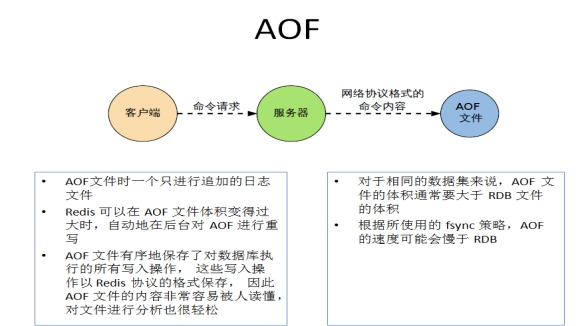 AOF
客户端
命令请求
服务器
网络协议格式的
命令内容
AOF
文件
• AOF文件时一个只进行追加的日志
文件
• Redis 可以在 AOF 文件体积变得过
大时，自动地在后台对 AOF 进行重
写
• AOF 文件有序地保存了对数据库执
行的所有写入操作， 这些写入操
作以 Redis 协议的格式保存， 因此
AOF 文件的内容非常容易被人读懂，
对文件进行分析也很轻松
• 对于相同的数据集来说，AOF 文
件的体积通常要大于 RDB 文件
的体积
• 根据所使用的 fsync 策略，AOF
的速度可能会慢于 RDB